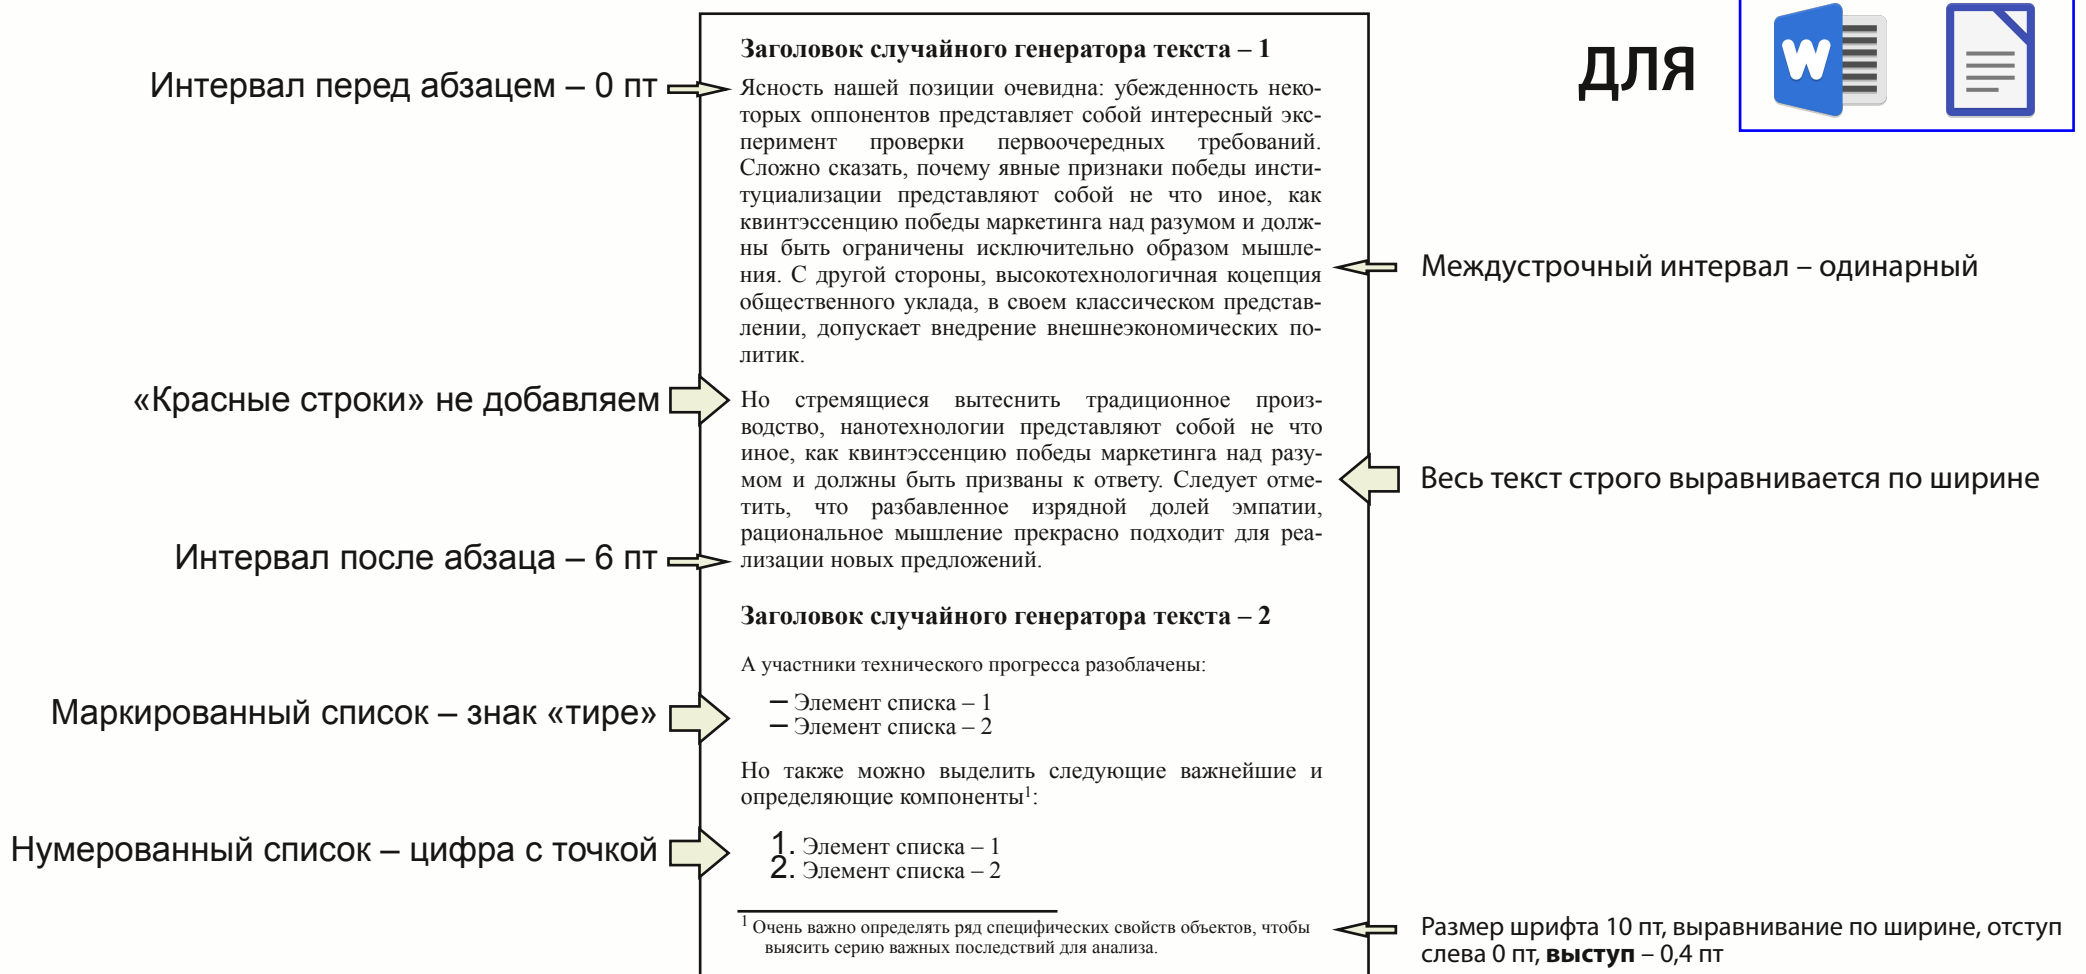 Заголовок случайного генератора текста – 1
ДЛЯ
W
Интервал перед абзацем – 0 пт
Ясность нашей позиции очевидна: убежденность неко-
торых оппонентов представляет собой интересный экс-
перимент проверки первоочередных требований.
Сложно сказать, почему явные признаки победы инсти-
туциализации представляют собой не что иное, как
квинтэссенцию победы маркетинга над разумом и долж-
ны быть ограничены исключительно образом мышле-
ния. С другой стороны, высокотехнологичная коцепция
общественного уклада, в своем классическом представ-
лении, допускает внедрение внешнеэкономических по-
литик.
Междустрочный интервал – одинарный
«Красные строки» не добавляем
Но стремящиеся вытеснить традиционное произ-
водство, нанотехнологии представляют собой не что
иное, как квинтэссенцию победы маркетинга над разу-
мом и должны быть призваны к ответу. Следует отме-
тить, что разбавленное изрядной долей эмпатии,
рациональное мышление прекрасно подходит для реа-
лизации новых предложений.
Весь текст строго выравнивается по ширине
Интервал после абзаца – 6 пт
Заголовок случайного генератора текста – 2
А участники технического прогресса разоблачены:
Маркированный список – знак «тире»
– Элемент списка – 1
– Элемент списка – 2
Но также можно выделить следующие важнейшие и
определяющие компоненты1:
Нумерованный список – цифра с точкой
1. Элемент списка – 1
2. Элемент списка – 2
1 Очень важно определять ряд специфических свойств объектов, чтобы
выясить серию важных последствий для анализа.
Размер шрифта 10 пт, выравнивание по ширине, отступ
слева 0 пт, выступ – 0,4 пт